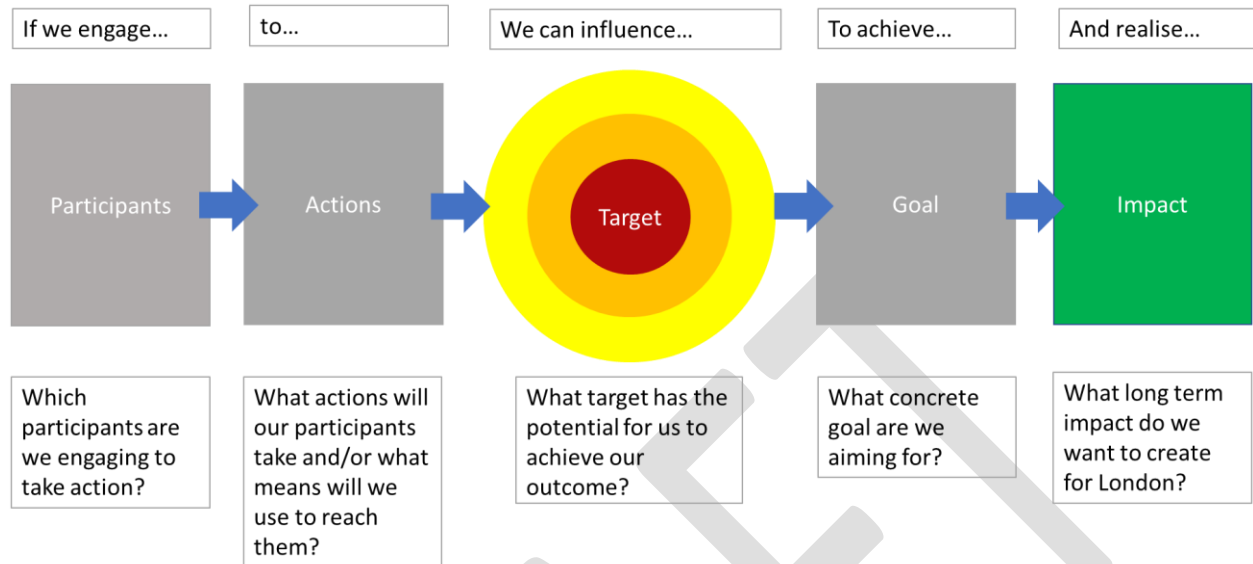 If we engage...
to...
We can influence...
To achieve...
And realise...
Participants
Actions
Target
Goal
Impact
Which
participants are
we engaging to
take action?
What actions will
our participants
take and/or what
means will we
use to reach
them?
What target has the
potential for us to
achieve our
outcome?
What concrete
goal are we
aiming for?
What long term
impact do we
want to create
for London?